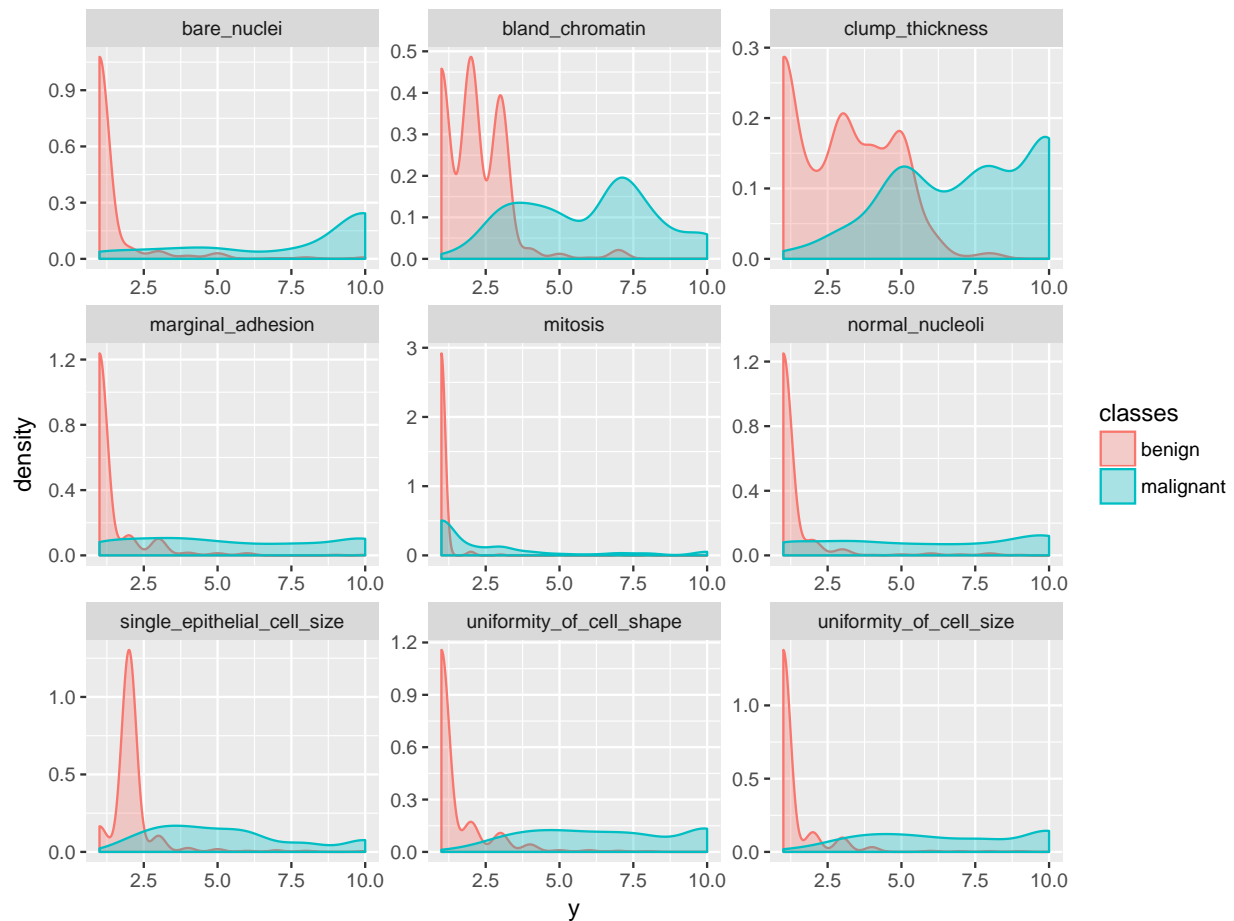 bare_nuclei bland_chromatin clump_thickness
0.0 0.3 0.6 0.9
2.5 5.0 7.5 10.0
0.0 0.1 0.2 0.3 0.4 0.5
2.5 5.0 7.5 10.0
0.0 0.1 0.2 0.3
2.5 5.0 7.5 10.0
marginal_adhesion mitosis normal_nucleoli
0.0 0.4 0.8 1.2
2.5 5.0 7.5 10.0
0 1 2 3
2.5 5.0 7.5 10.0
0.0 0.4 0.8 1.2
2.5 5.0 7.5 10.0
single_epithelial_cell_size uniformity_of_cell_shape uniformity_of_cell_size
0.0 0.5 1.0
2.5 5.0 7.5 10.0
0.0 0.3 0.6 0.9 1.2
2.5 5.0 7.5 10.0
0.0 0.5 1.0
2.5 5.0 7.5 10.0
density
y
classes
benign
malignant